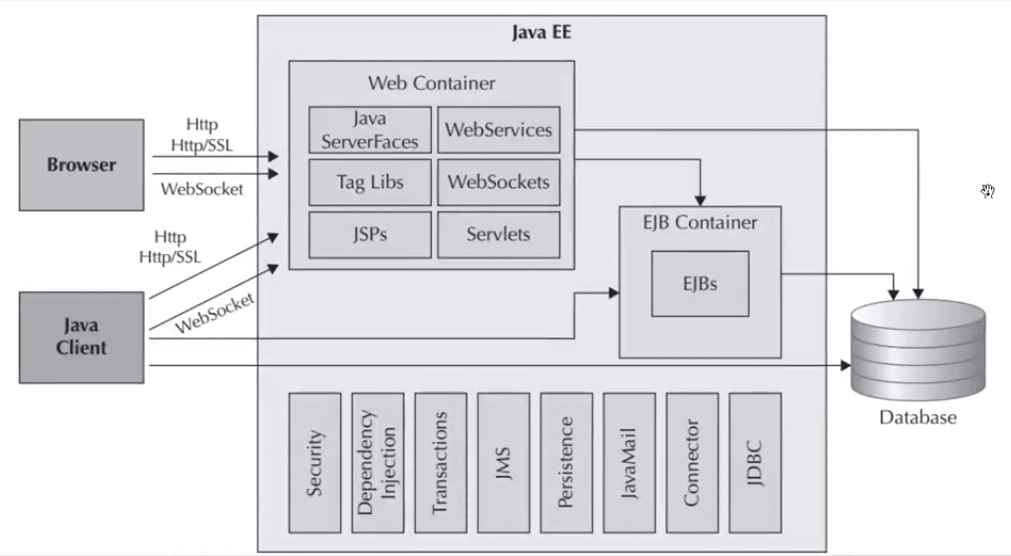 Java EE
Web Container
Java
ServerFaces
WebServices
Tag Libs
WebSockets
JSPs
Servlets
Http
Http/SSL
Browser
WebSocket
Http
Http/SSL
WebSocket
Java
Client
EJB Container
EJBs
Database
Security
Dependency
Injection
Transactions
JMS
Persistence
JavaMail
Connector
JDBC